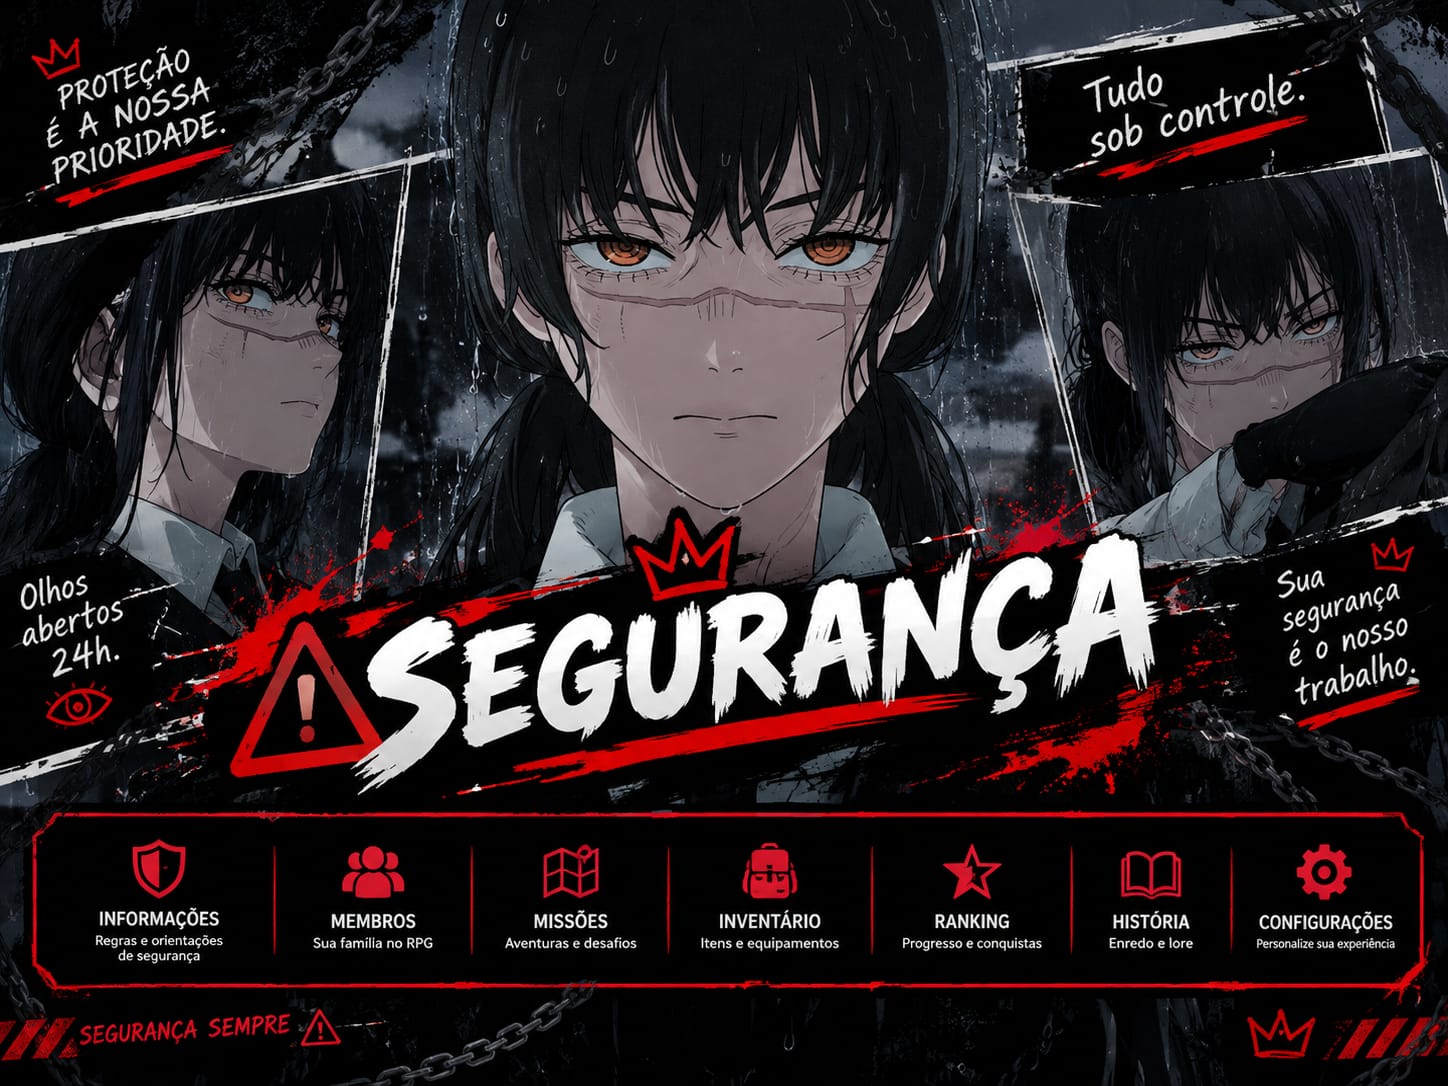 PROTEÇÃO
É A NOSSA
PRIORIDADE.
Tudo
sob controle.
Olhos
abertos
24h.
SEGURANÇA
Sua
segurança
é o nosso
trabalho.
INFORMAÇÕES
Regras e orientações
de segurança
MEMBROS
Sua família no RPG
MISSÕES
Aventuras e desafios
INVENTÁRIO
Itens e equipamentos
RANKING
Progresso e conquistas
HISTÓRIA
Enredo e lore
CONFIGURAÇÕES
Personalize sua experiência
SEGURANÇA SEMPRE